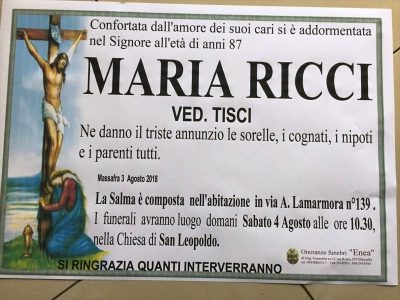 Confortata dall'amore dei suoi cari si è addormentata
nel Signore all'età di anni 87
MARIA RICCI
VED. TISCI
Ne danno il triste annunzio le sorelle, i cognati, i nipoti
e i parenti tutti.
Massafra 3 Agosto 2018
La Salma è composta nell'abitazione in via A. Lamarmora n°139 .
I funerali avranno luogo domani Sabato 4 Agosto alle ore 10.30,
nella Chiesa di San Leopoldo.
Onoranze funebri "Enea"
SI RINGRAZIA QUANTI INTERVERRANNO